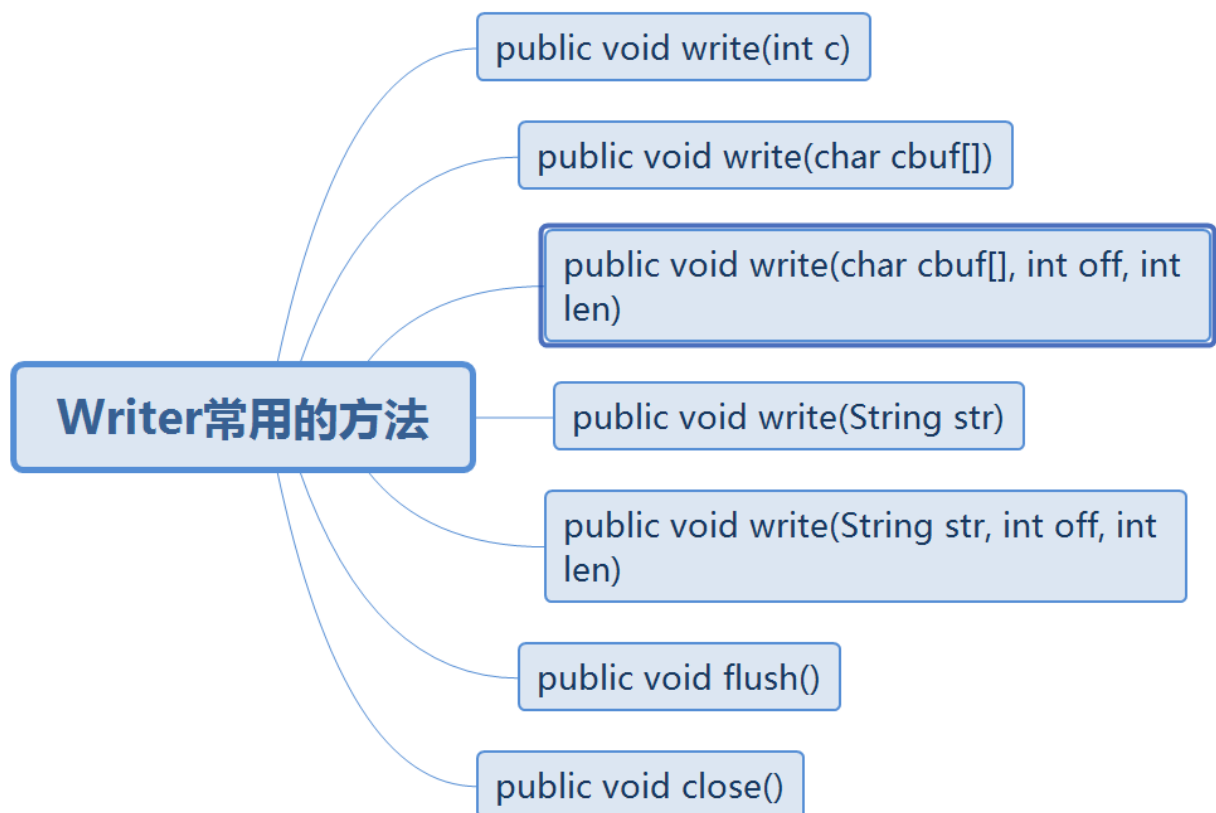 public void write(int c)
public void write(char cbuf[])
public void write(char cbuf[], int off, int
len)
Writer常用的方法
public void write(String str)
public void write(String str, int off, int
len)
public void flush()
public void close()